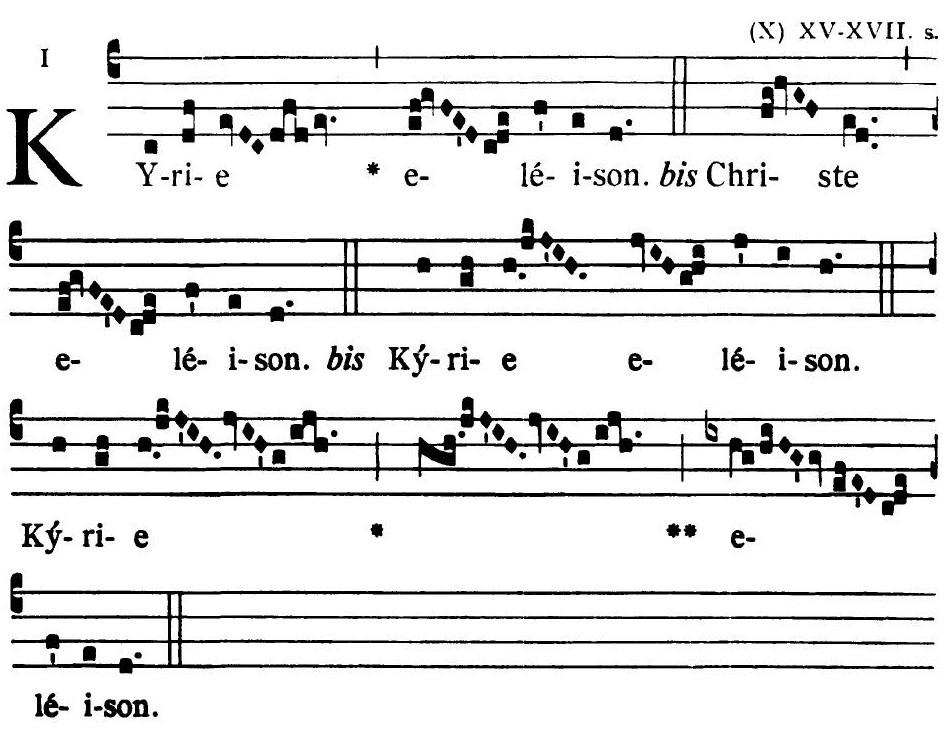 I (X) XV-XVII. s.
KY-ri- e * e- lé- i-son. bis Chri- ste
e- lé- i-son. bis Ký-ri- e e- lé- i-son.
Ký- ri- e * ** e-
lé- i-son.